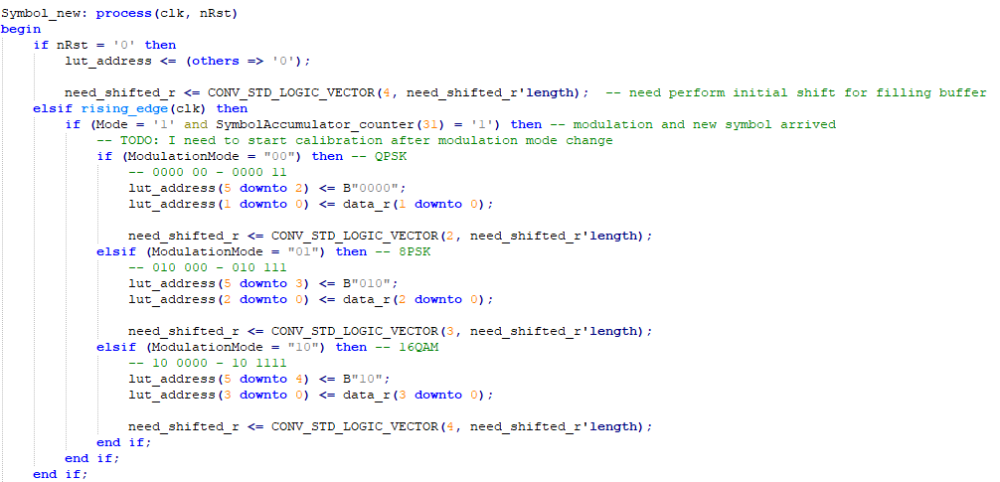 Symbol_new: process(clk, nRst)
begin
    if nRst = '0' then
        lut_address <= (others => '0');

        need_shifted_r <= CONV_STD_LOGIC_VECTOR(4, need_shifted_r'length);  -- need perform initial shift for filling buffer
    elsif rising_edge(clk) then
        if (Mode = '1' and SymbolAccumulator_counter(31) = '1') then -- modulation and new symbol arrived
            -- TODO: I need to start calibration after modulation mode change
            if (ModulationMode = "00") then -- QPSK
                -- 0000 00 - 0000 11
                lut_address(5 downto 2) <= B"0000";
                lut_address(1 downto 0) <= data_r(1 downto 0);

                need_shifted_r <= CONV_STD_LOGIC_VECTOR(2, need_shifted_r'length);
            elsif (ModulationMode = "01") then -- 8PSK
                -- 010 000 - 010 111
                lut_address(5 downto 3) <= B"010";
                lut_address(2 downto 0) <= data_r(2 downto 0);

                need_shifted_r <= CONV_STD_LOGIC_VECTOR(3, need_shifted_r'length);
            elsif (ModulationMode = "10") then -- 16QAM
                -- 10 0000 - 10 1111
                lut_address(5 downto 4) <= B"10";
                lut_address(3 downto 0) <= data_r(3 downto 0);

                need_shifted_r <= CONV_STD_LOGIC_VECTOR(4, need_shifted_r'length);
            end if;
        end if;
    end if;